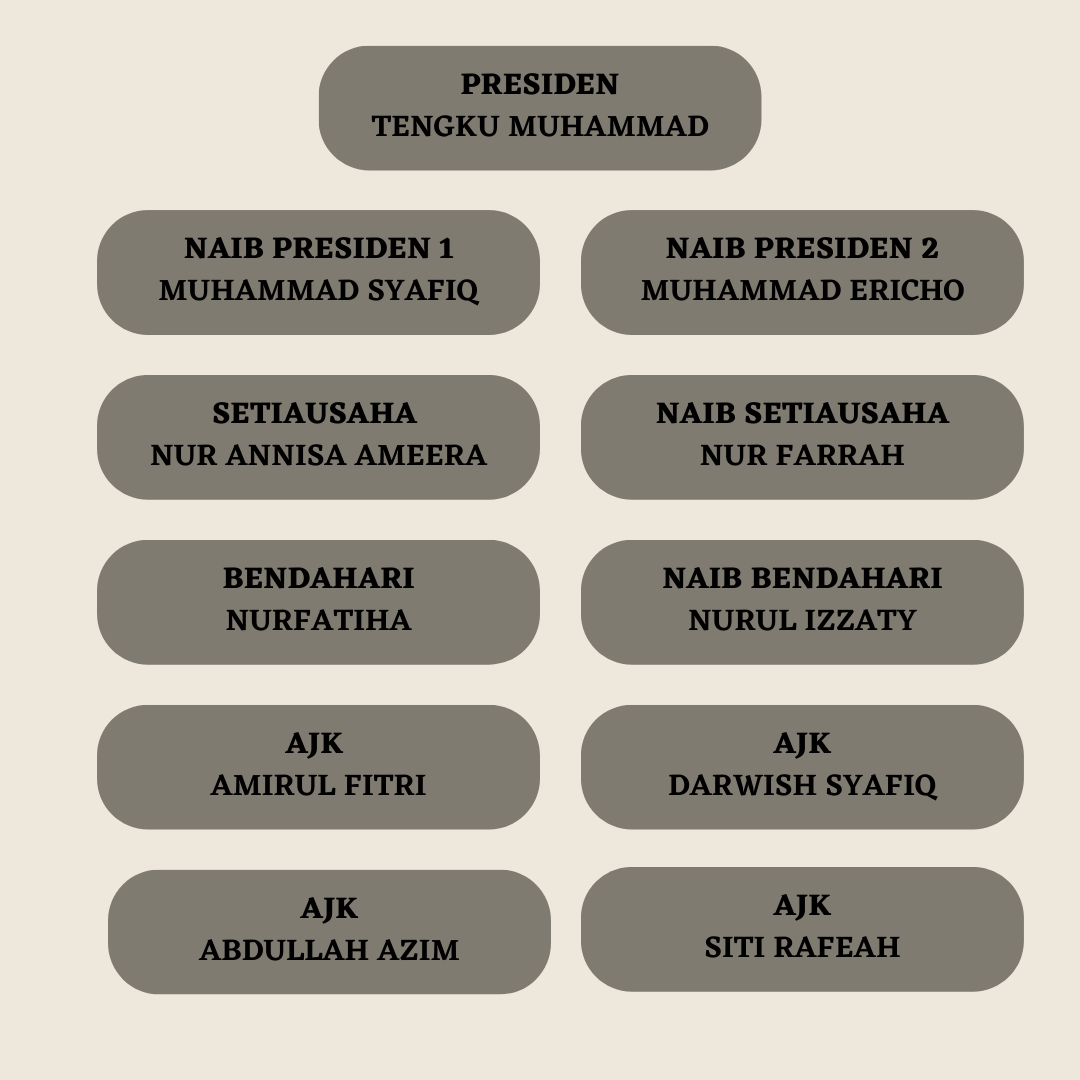 PRESIDEN
TENGKU MUHAMMAD
NAIB PRESIDEN 1
MUHAMMAD SYAFIQ
NAIB PRESIDEN 2
MUHAMMAD ERICHO
SETIAUSAHA
NUR ANNISA AMEERA
NAIB SETIAUSAHA
NUR FARRAH
BENDAHARI
NURFATIHA
NAIB BENDAHARI
NURUL IZZATY
AJK
AMIRUL FITRI
AJK
DARWISH SYAFIQ
AJK
ABDULLAH AZIM
AJK
SITI RAFEAH